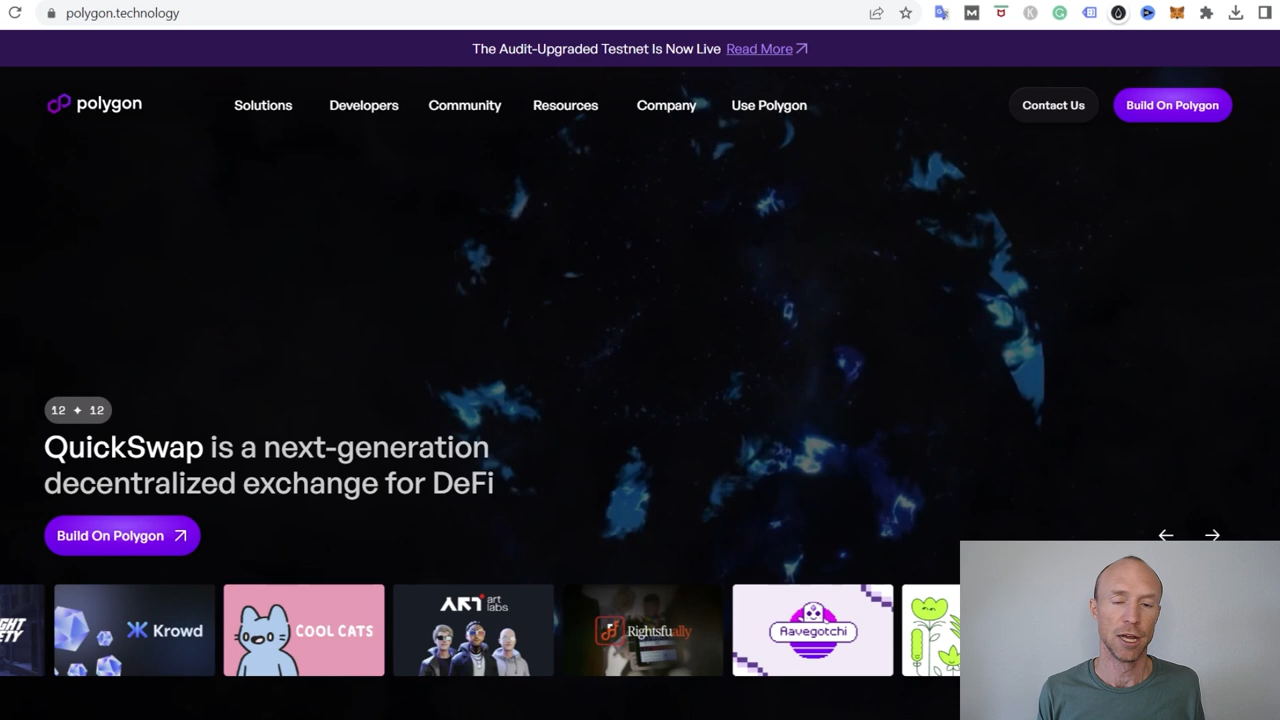 polygon.technology
The Audit-Upgraded Testnet Is Now Live Read More
polygon
Solutions
Developers
Community
Resources
Company
Use Polygon
Contact Us
Build On Polygon
12 ✦ 12
QuickSwap is a next-generation
decentralized exchange for DeFi
Build On Polygon
Krowd
COOL CATS
ART art
labs
Rightsfually
Aavegotchi